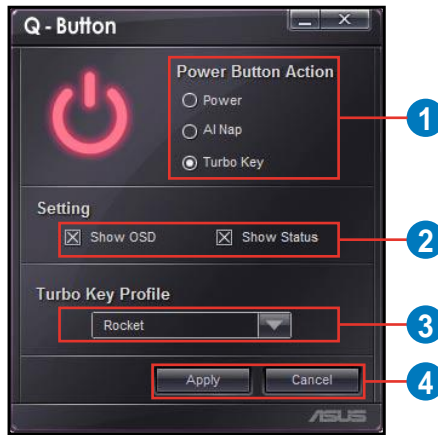 Q - Button
Power Button Action
Power
AI Nap
Turbo Key
1
Setting
Show OSD Show Status
2
Turbo Key Profile
Rocket
3
Apply Cancel
4
ASUS